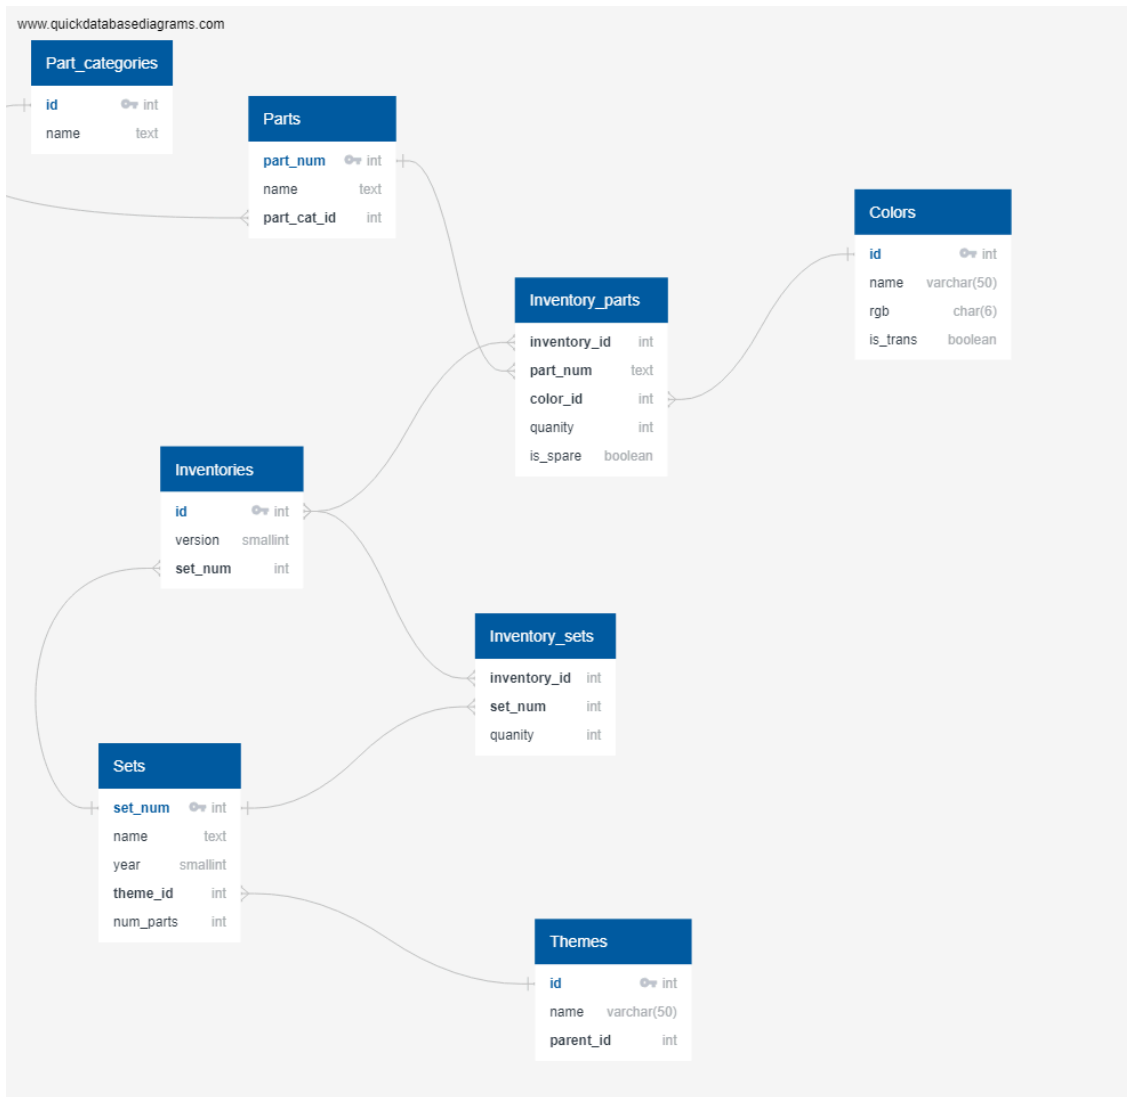 www.quickdatabasediagrams.com
Part_categories
id int
name text
Parts
part_num int
name text
part_cat_id int
Colors
id int
name varchar(50)
rgb char(6)
is_trans boolean
Inventory_parts
inventory_id int
part_num text
color_id int
quanity int
is_spare boolean
Inventories
id int
version smallint
set_num int
Inventory_sets
inventory_id int
set_num int
quanity int
Sets
set_num int
name text
year smallint
theme_id int
num_parts int
Themes
id int
name varchar(50)
parent_id int